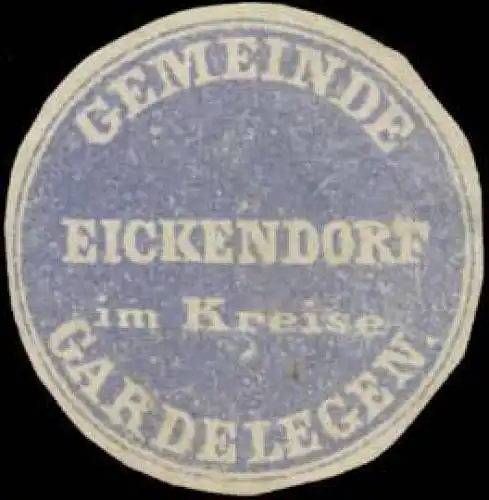 GEMEINDE
EICKENDORF
im Kreise
GARDELEGEN.